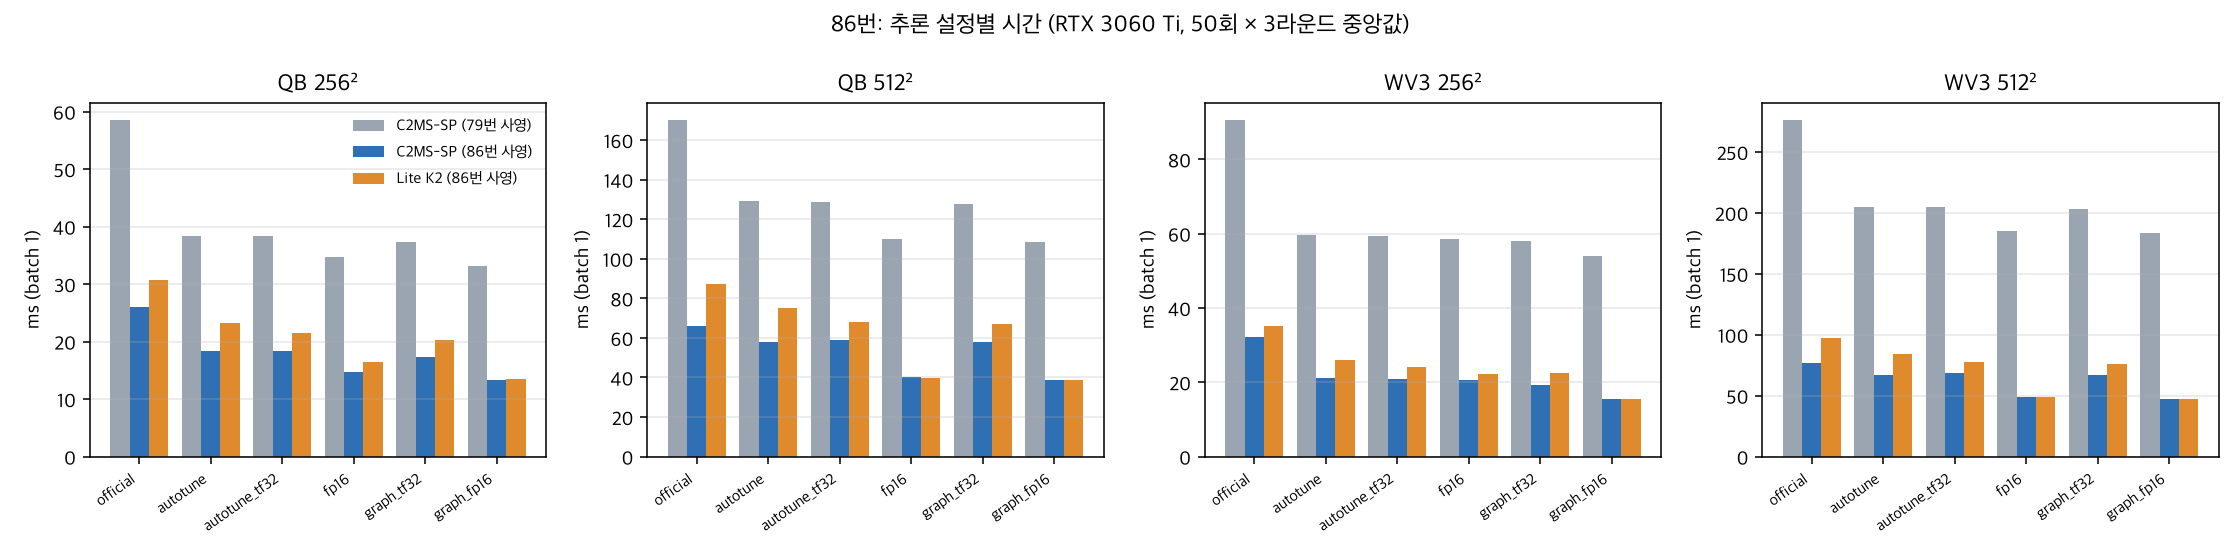 86번: 추론 설정별 시간 (RTX 3060 Ti, 50회 × 3라운드 중앙값)
QB 256²
ms (batch 1)
60
50
40
30
20
10
0
C2MS-SP (79번 사영)
C2MS-SP (86번 사영)
Lite K2 (86번 사영)
official
autotune
autotune_tf32
fp16
graph_tf32
graph_fp16
QB 512²
ms (batch 1)
160
140
120
100
80
60
40
20
0
official
autotune
autotune_tf32
fp16
graph_tf32
graph_fp16
WV3 256²
ms (batch 1)
80
60
40
20
0
official
autotune
autotune_tf32
fp16
graph_tf32
graph_fp16
WV3 512²
ms (batch 1)
250
200
150
100
50
0
official
autotune
autotune_tf32
fp16
graph_tf32
graph_fp16